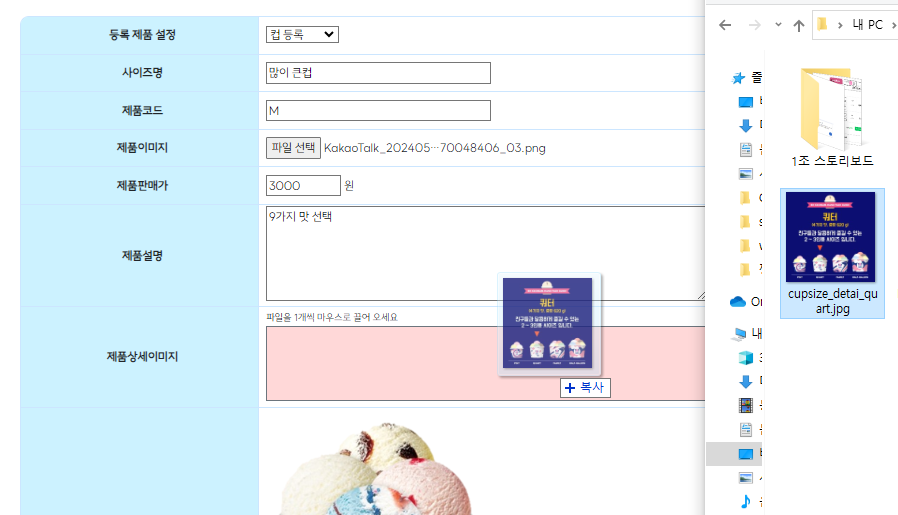 등록 제품 설정
컵 등록
사이즈명
많이 큰컵
제품코드
M
제품이미지
파일 선택 KakaoTalk_202405…70048406_03.png
제품판매가
3000 원
제품설명
9가지 맛 선택
제품상세이미지
파일을 1개씩 마우스로 끌어 오세요
쿼터
친구들과 달콤하게 즐길 수 있는
2 ~ 3인용 사이즈 입니다.
+ 복사
내 PC
1조 스토리보드
쿼터
친구들과 달콤하게 즐길 수 있는
2 ~ 3인용 사이즈 입니다.
cupsize_detai_qu
art.jpg
즐
내